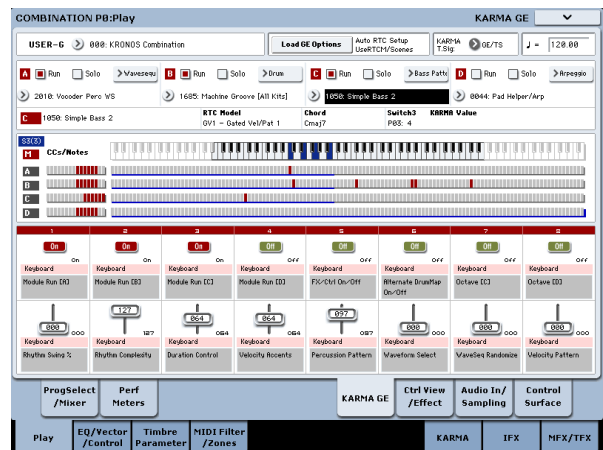 COMBINATION P0:Play KARMA GE
USER-G 000: KRONOS Combination Load GE Options Auto RTC Setup UseRTCM/Scenes KARMA T.Sig: GE/TS ♩ = 120.00
A Run Solo >Wavesequ B Run Solo >Drum C Run Solo >Bass Patte D Run Solo >Arpeggio
2010: Vocoder Perc WS 1685: Machine Groove [All Kits] 1050: Simple Bass 2 0044: Pad Helper/Arp
C 1050: Simple Bass 2 RTC Model GV1 - Gated Vel/Pat 1 Chord Cmaj7 Switch3 P03: 4 KARMA Value
S3(3)
M CCs/Notes
A
B
C
D
1 2 3 4 5 6 7 8
On On On Off Off Off Off Off
On On On Off Off Off Off Off
Keyboard Keyboard Keyboard Keyboard Keyboard Keyboard Keyboard Keyboard
Module Run [A] Module Run [B] Module Run [C] Module Run [D] FX/Ctrl On/Off Alternate DrumMap On/Off Octave [C] Octave [D]
000 127 064 064 097 000 000 000
000 127 064 064 097 000 000 000
Keyboard Keyboard Keyboard Keyboard Keyboard Keyboard Keyboard Keyboard
Rhythm Swing % Rhythm Complexity Duration Control Velocity Accents Percussion Pattern Waveform Select WaveSeq Randomize Velocity Pattern
ProgSelect /Mixer Perf Meters KARMA GE Ctrl View /Effect Audio In/ Sampling Control Surface
Play EQ/Vector /Control Timbre Parameter MIDI Filter /Zones KARMA IFX MFX/TFX